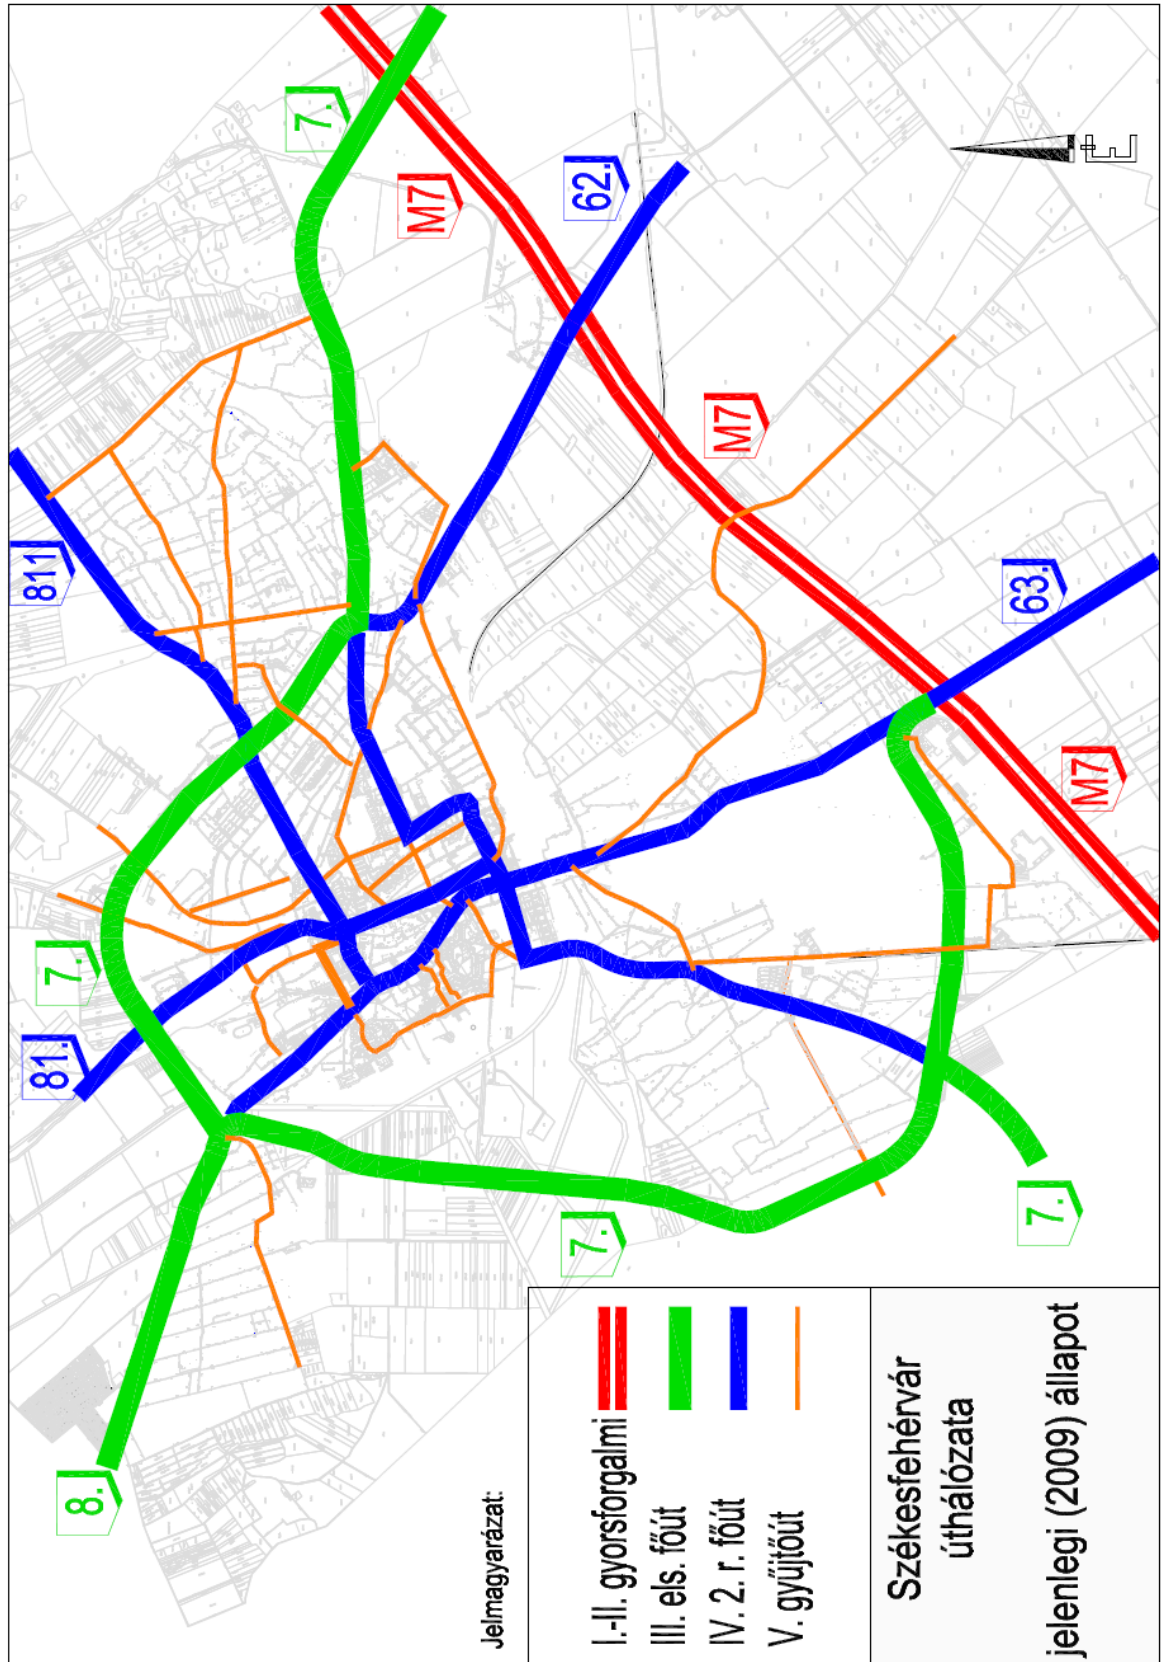 811
81.
7.
8.
7.
M7
62.
M7
63.
M7
7.
7.
É
Jelmagyarázat:
I.-II. gyorsforgalmi
III. els. főút
IV. 2. r. főút
V. gyűjtőút
Székesfehérvár
úthálózata
jelenlegi (2009) állapot